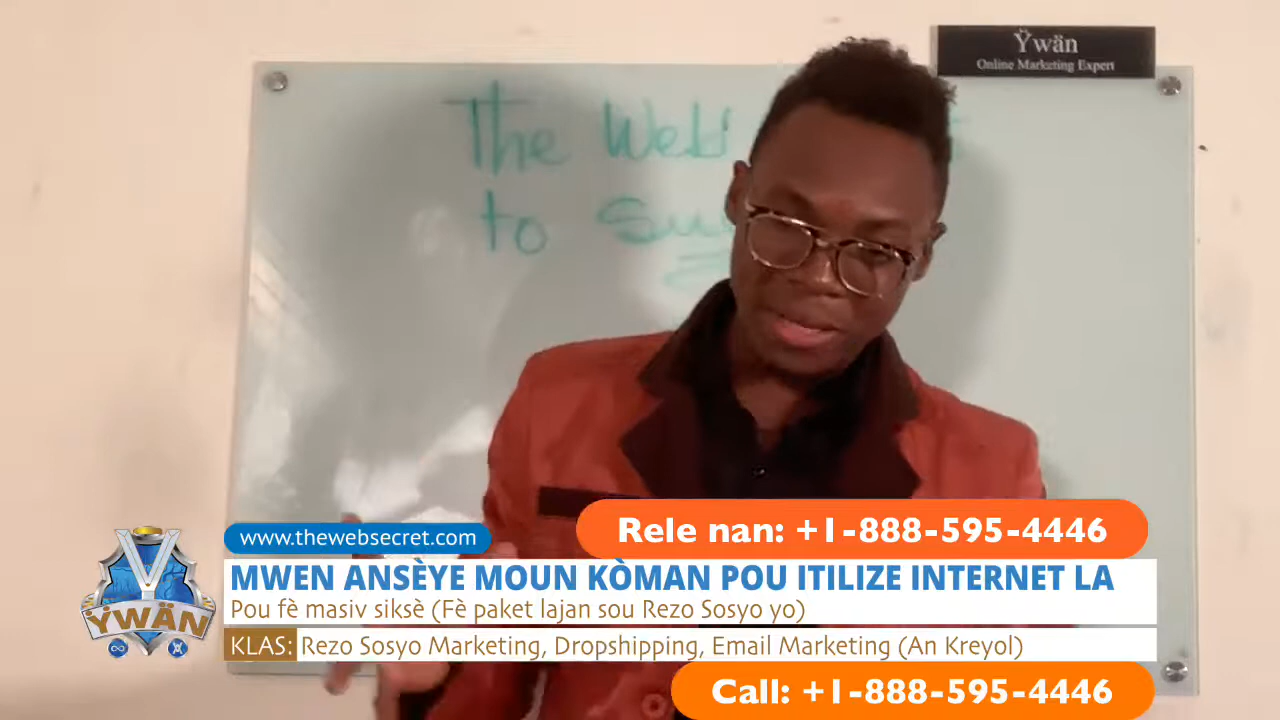 Ÿwän
Online Marketing Expert
The Web
to
Rele nan: +1-888-595-4446
www.thewebsecret.com
MWEN ANSÈYE MOUN KÒMAN POU ITILIZE INTERNET LA
Pou fè masiv siksè (Fè paket lajan sou Rezo Sosyo yo)
ŸWÄN
KLAS: Rezo Sosyo Marketing, Dropshipping, Email Marketing (An Kreyol)
Call: +1-888-595-4446